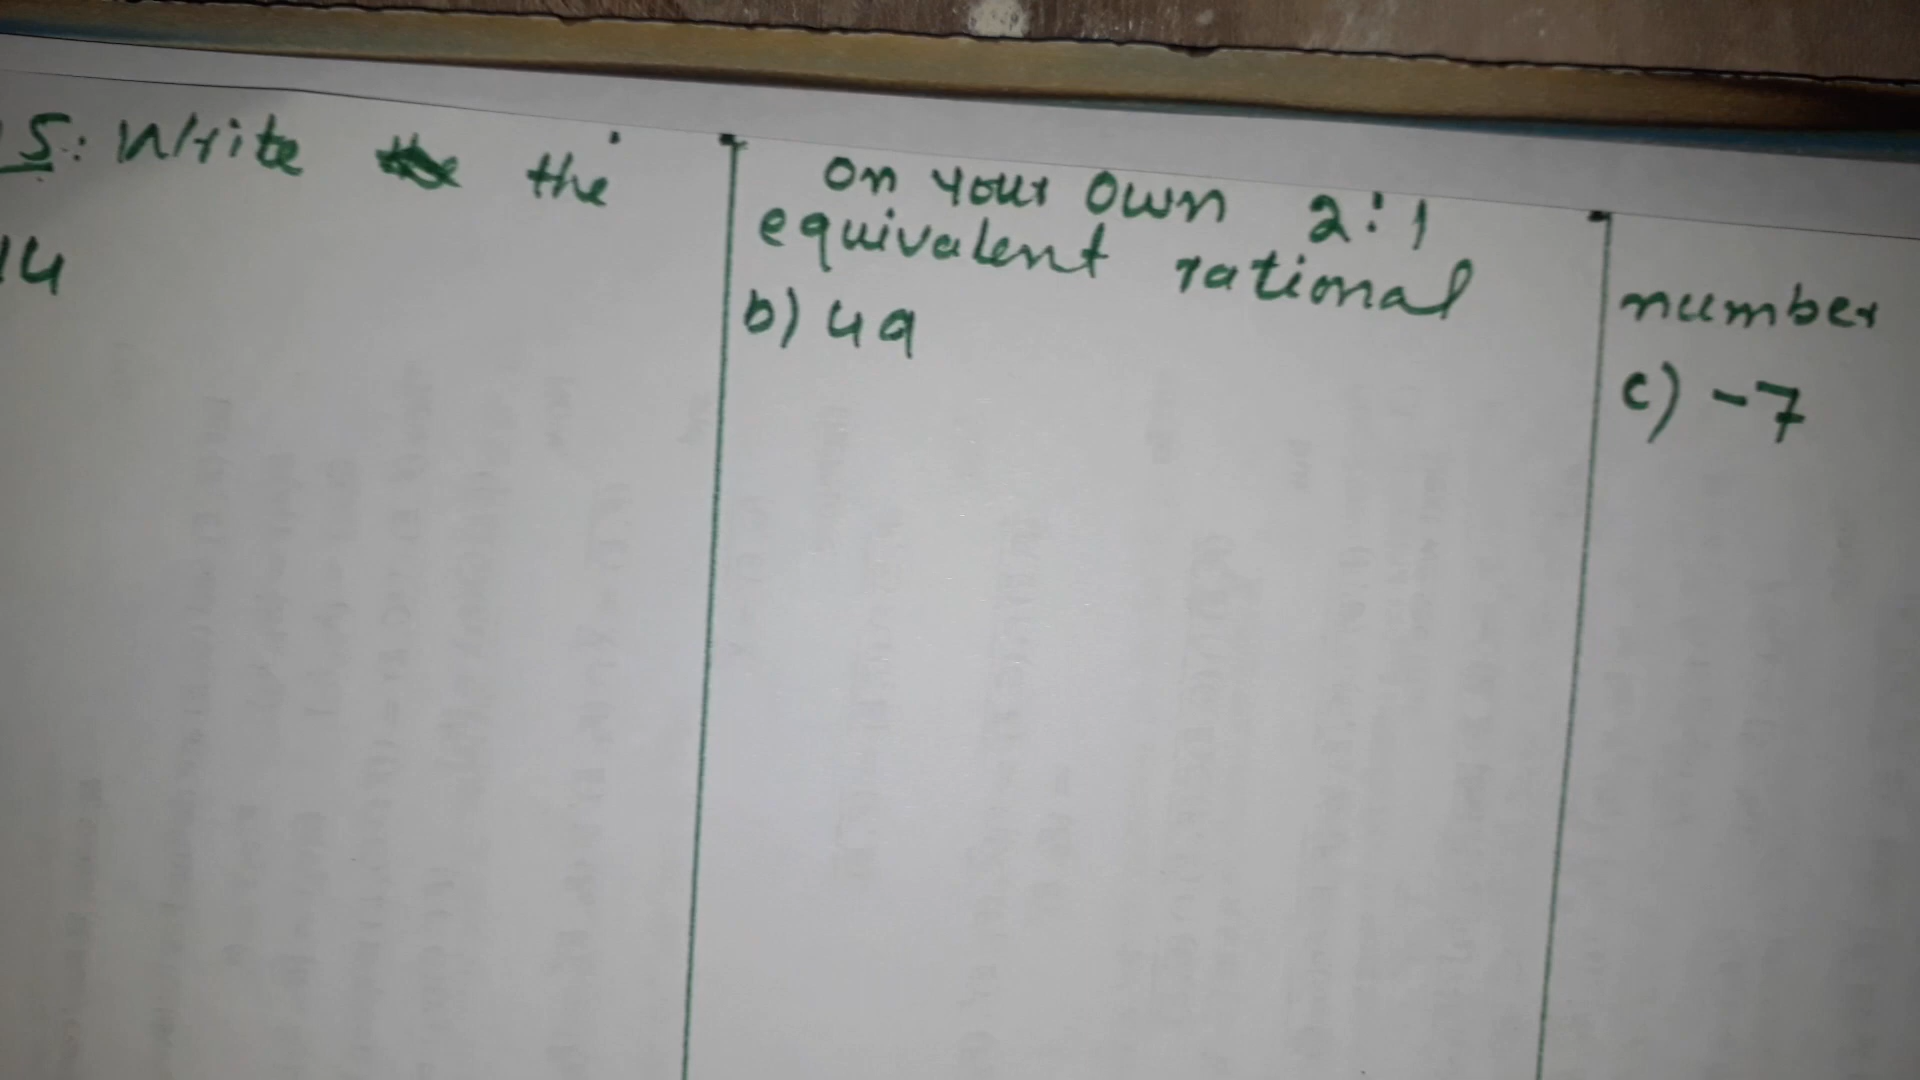 On your own 2:1
5: Write the equivalent rational number
14
b) 49
c) -7